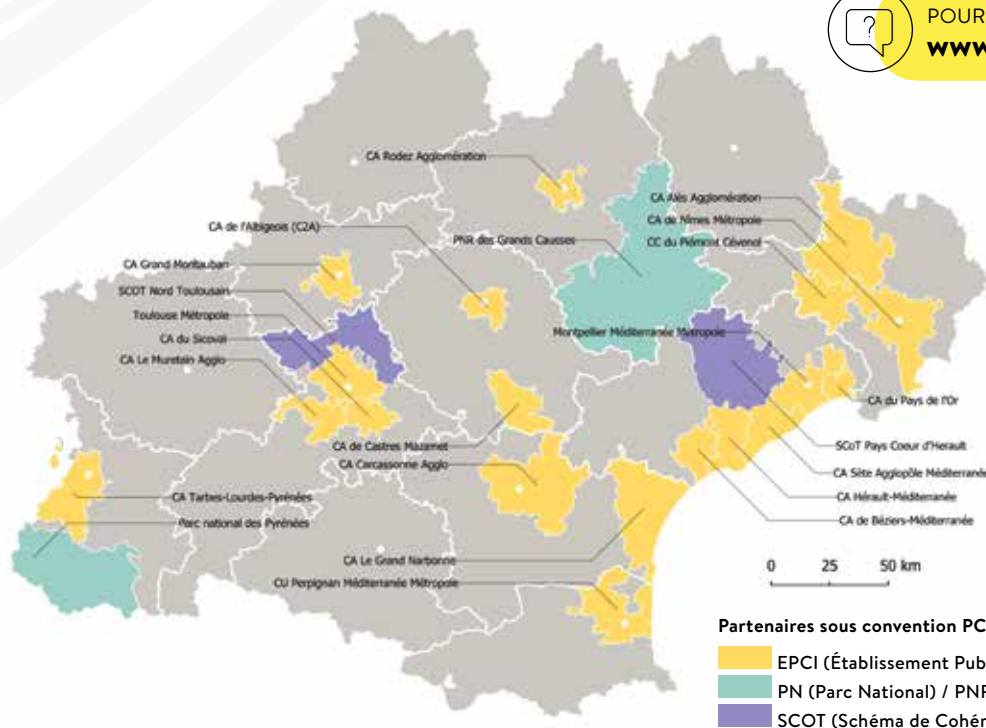 POUR
www
CA Rodez Agglomération
CA Alès Agglomération
CA de Nîmes Métropole
CC du Piémont Cévenol
CA de l'Albigeois (C2A)
PNR des Grands Causses
CA Grand Montauban
SCOT Nord Toulousain
Toulouse Métropole
CA du Sicoval
CA Le Muretain Agglo
Montpellier Méditerranée Métropole
CA du Pays de l'Or
CA de Castres Mazamet
CA Carcassonne Agglo
SCoT Pays Coeur d'Herault
CA Sète Agglopôle Méditerranée
CA Hérault-Méditerranée
CA de Béziers-Méditerranée
CA Tarbes-Lourdes-Pyrénées
Parc national des Pyrénées
CA Le Grand Narbonne
CU Perpignan Méditerranée Métropole
0 25 50 km
Partenaires sous convention PC
EPCI (Établissement Pub
PN (Parc National) / PNR
SCOT (Schéma de Cohér